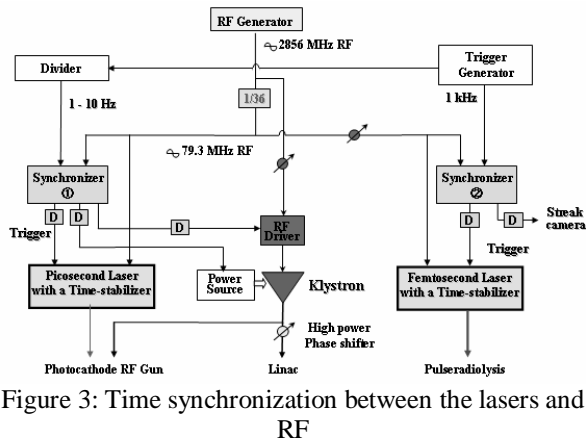 RF Generator
2856 MHz RF
Divider
Trigger
Generator
1 - 10 Hz
1/36
1 kHz
79.3 MHz RF
Synchronizer
①
Synchronizer
②
D
D
D
D
D
Streak
camera
Trigger
RF
Driver
Trigger
Picosecond Laser
with a Time-stabilizer
Power
Source
Klystron
Femtosecond Laser
with a Time-stabilizer
High power
Phase shifter
Photocathode RF Gun
Linac
Pulseradiolysis
Figure 3: Time synchronization between the lasers and
RF